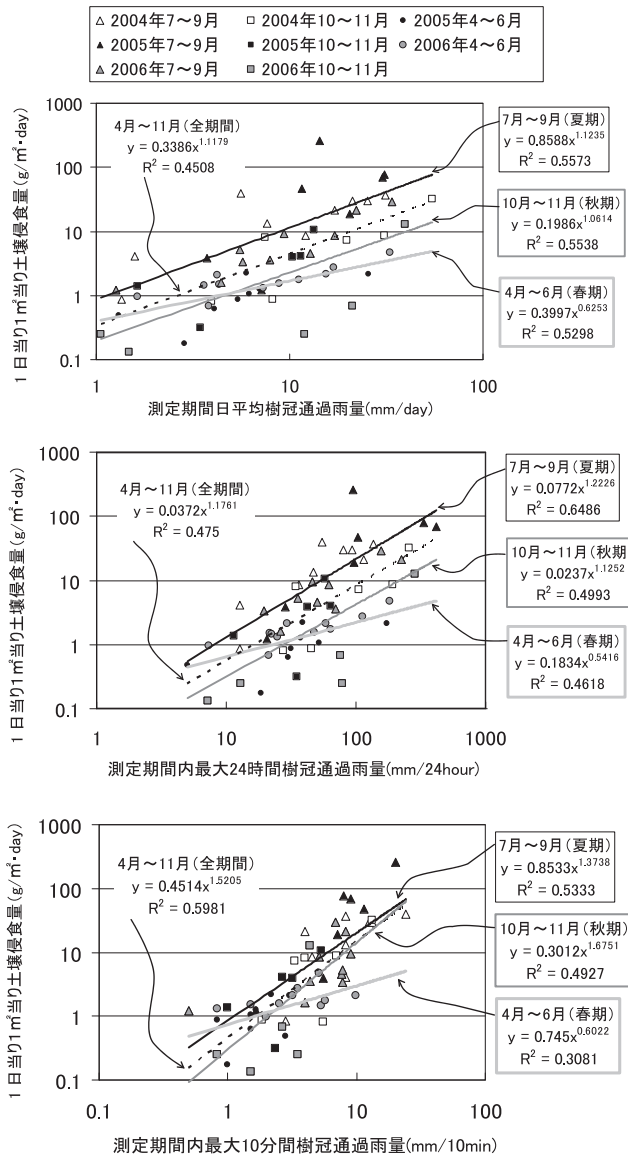 2004年7～9月 2004年10～11月 2005年4～6月
2005年7～9月 2005年10～11月 2006年4～6月
2006年7～9月 2006年10～11月
1日当り1㎡当り土壌侵食量(g/㎡・day)
1000
100
10
1
0.1
4月～11月(全期間)
y = 0.3386x^1.1179
R² = 0.4508
7月～9月(夏期)
y = 0.8588x^1.1235
R² = 0.5573
10月～11月(秋期)
y = 0.1986x^1.0614
R² = 0.5538
4月～6月(春期)
y = 0.3997x^0.6253
R² = 0.5298
1 10 100
測定期間日平均樹冠通過雨量(mm/day)
1日当り1㎡当り土壌侵食量(g/㎡・day)
1000
100
10
1
0.1
4月～11月(全期間)
y = 0.0372x^1.1761
R² = 0.475
7月～9月(夏期)
y = 0.0772x^1.2226
R² = 0.6486
10月～11月(秋期)
y = 0.0237x^1.1252
R² = 0.4993
4月～6月(春期)
y = 0.1834x^0.5416
R² = 0.4618
1 10 100 1000
測定期間内最大24時間樹冠通過雨量(mm/24hour)
1日当り1㎡当り土壌侵食量(g/㎡・day)
1000
100
10
1
0.1
4月～11月(全期間)
y = 0.4514x^1.5205
R² = 0.5981
7月～9月(夏期)
y = 0.8533x^1.3738
R² = 0.5333
10月～11月(秋期)
y = 0.3012x^1.6751
R² = 0.4927
4月～6月(春期)
y = 0.745x^0.6022
R² = 0.3081
0.1 1 10 100
測定期間内最大10分間樹冠通過雨量(mm/10min)